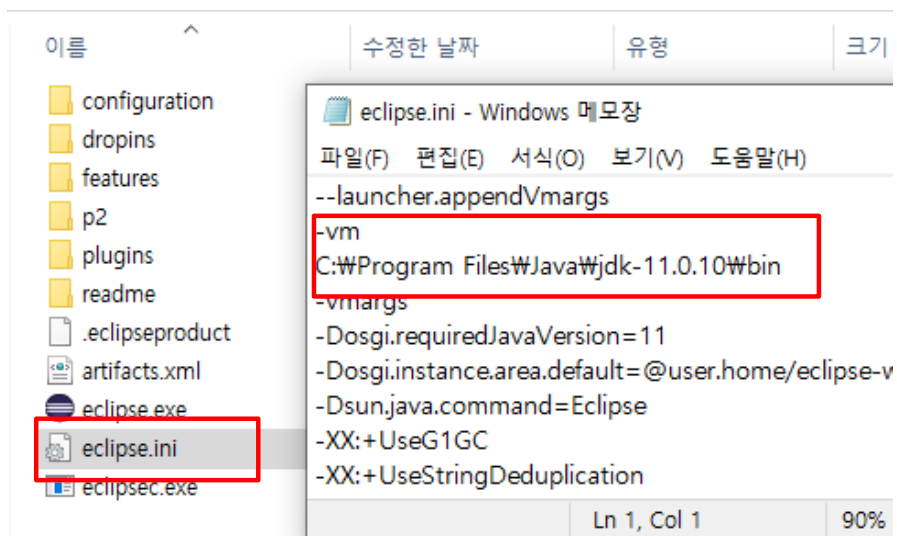 이름 수정한 날짜 유형 크기
configuration
dropins
features
p2
plugins
readme
.eclipseproduct
artifacts.xml
eclipse.exe
eclipse.ini
eclipsec.exe
eclipse.ini - Windows 메모장
파일(F) 편집(E) 서식(O) 보기(V) 도움말(H)
--launcher.appendVmargs
-vm
C:₩Program Files₩Java₩jdk-11.0.10₩bin
-vmargs
-Dosgi.requiredJavaVersion=11
-Dosgi.instance.area.default=@user.home/eclipse-w
-Dsun.java.command=Eclipse
-XX:+UseG1GC
-XX:+UseStringDeduplication
Ln 1, Col 1 90%